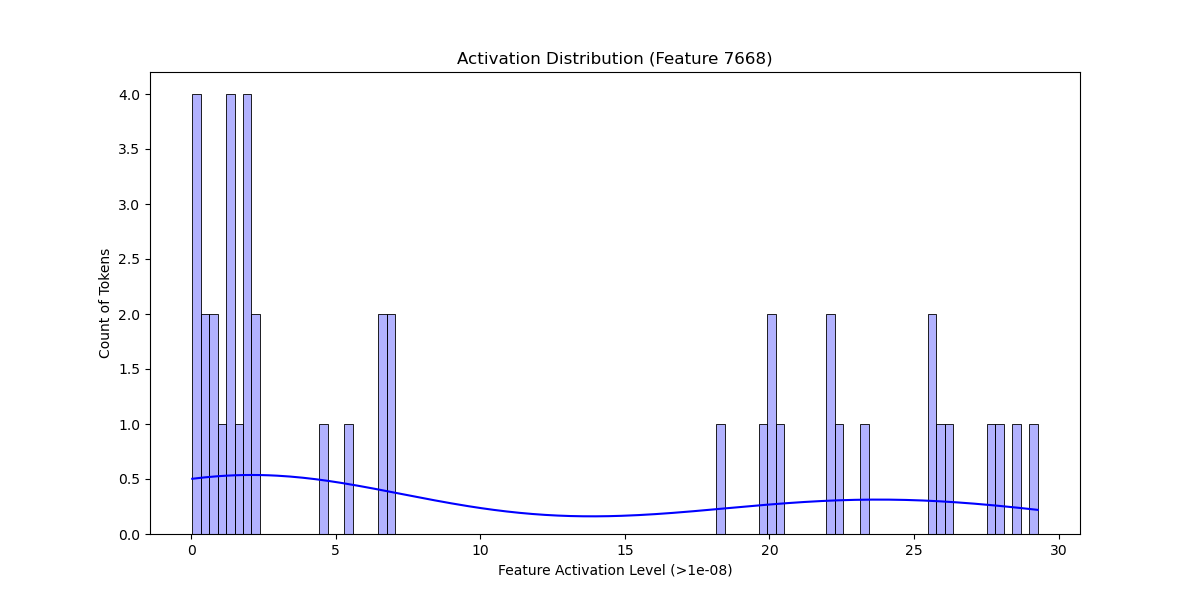 Activation Distribution (Feature 7668)
Count of Tokens
4.0
3.5
3.0
2.5
2.0
1.5
1.0
0.5
0.0
0 5 10 15 20 25 30
Feature Activation Level (>1e-08)